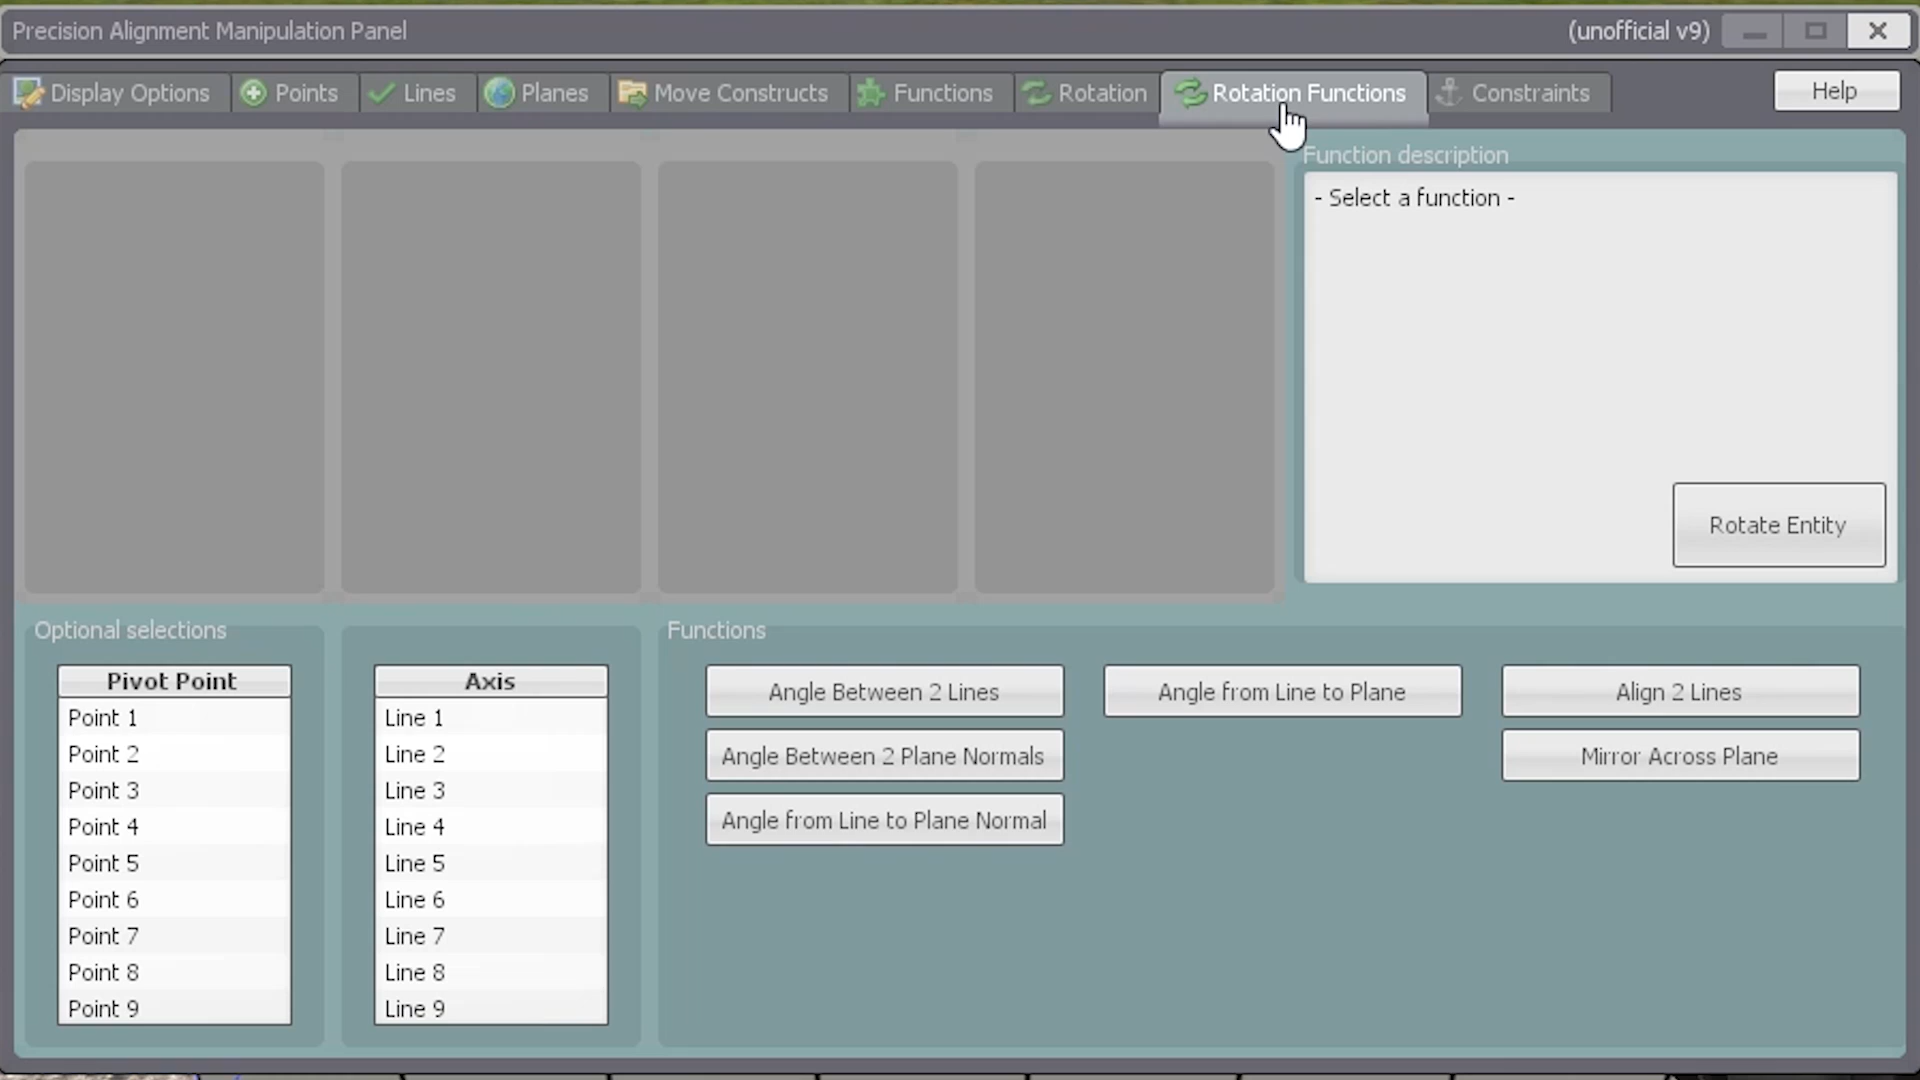 Precision Alignment Manipulation Panel
(unofficial v9)
Display Options
Points
Lines
Planes
Move Constructs
Functions
Rotation
Rotation Functions
Constraints
Help
Function description
- Select a function -
Rotate Entity
Optional selections
Pivot Point
Point 1
Point 2
Point 3
Point 4
Point 5
Point 6
Point 7
Point 8
Point 9
Axis
Line 1
Line 2
Line 3
Line 4
Line 5
Line 6
Line 7
Line 8
Line 9
Functions
Angle Between 2 Lines
Angle Between 2 Plane Normals
Angle from Line to Plane Normal
Angle from Line to Plane
Align 2 Lines
Mirror Across Plane